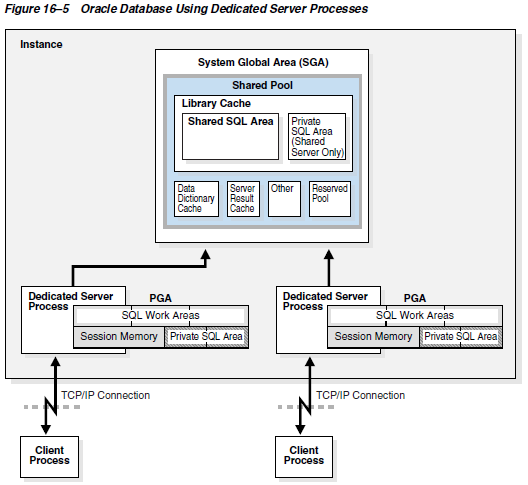 Figure 16–5 Oracle Database Using Dedicated Server Processes
Instance
System Global Area (SGA)
Shared Pool
Library Cache
Shared SQL Area
Private
SQL Area
(Shared
Server Only)
Data
Dictionary
Cache
Server
Result
Cache
Other
Reserved
Pool
Dedicated Server
Process
PGA
SQL Work Areas
Session Memory
Private SQL Area
Dedicated Server
Process
PGA
SQL Work Areas
Session Memory
Private SQL Area
TCP/IP Connection
TCP/IP Connection
Client
Process
Client
Process